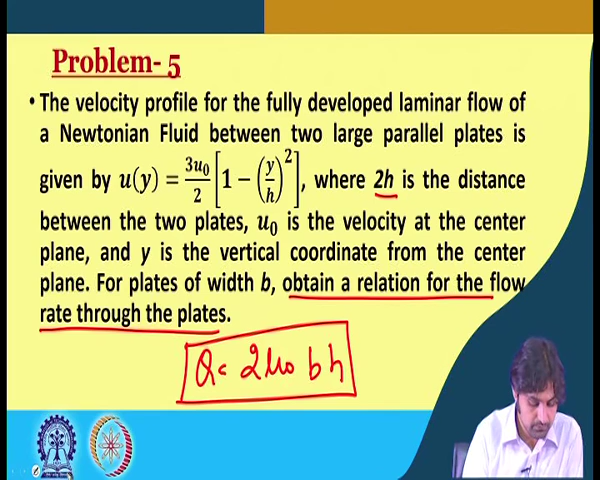 Problem- 5
• The velocity profile for the fully developed laminar flow of
a Newtonian Fluid between two large parallel plates is
given by u(y) = 3u₀/2 [1 − (y/h)²], where 2h is the distance
between the two plates, u₀ is the velocity at the center
plane, and y is the vertical coordinate from the center
plane. For plates of width b, obtain a relation for the flow
rate through the plates.
Q = 2u₀ b h